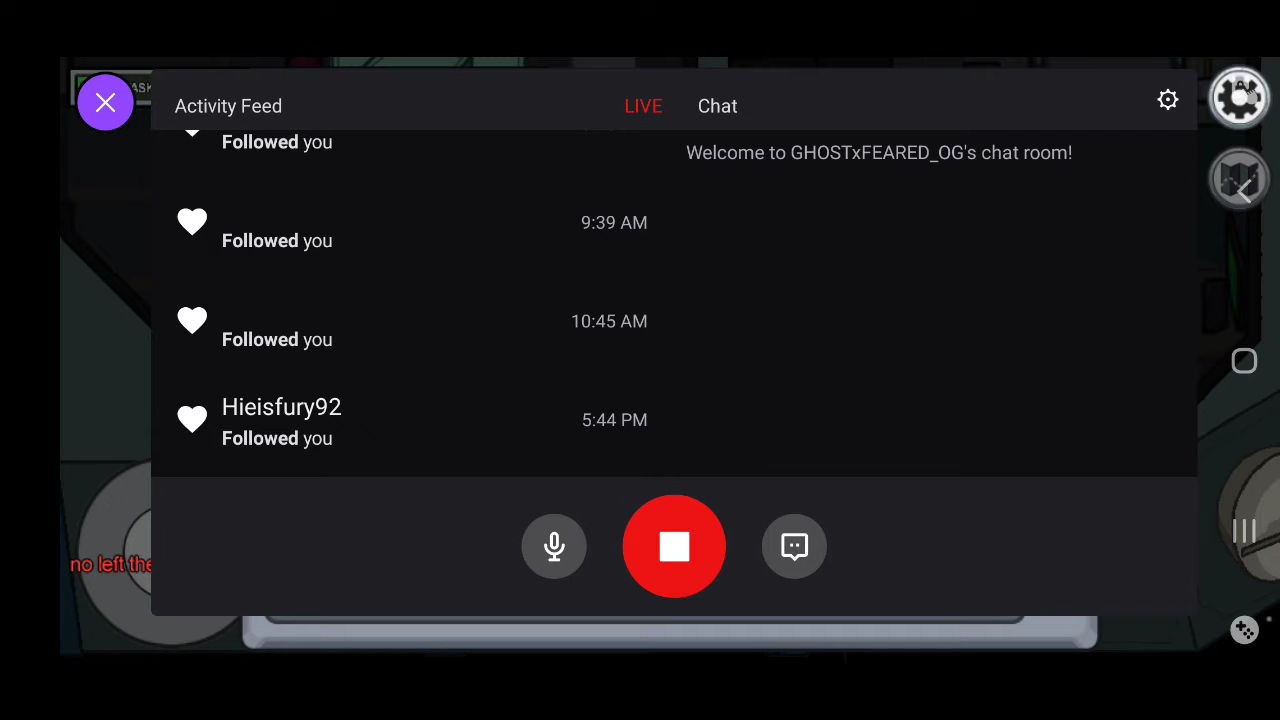 Activity Feed
LIVE
Chat
Followed you
Welcome to GHOSTxFEARED_OG's chat room!
9:39 AM
Followed you
10:45 AM
Followed you
Hieisfury92
5:44 PM
Followed you
no left the